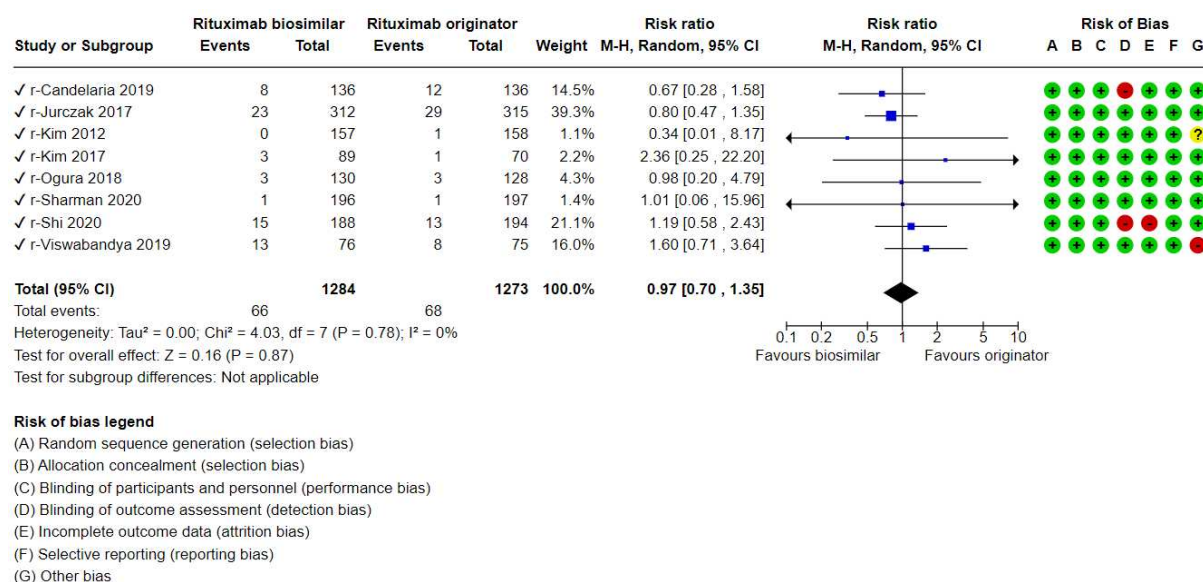 Rituximab biosimilar Rituximab originator Risk ratio Risk ratio Risk of Bias
Study or Subgroup Events Total Events Total Weight M-H, Random, 95% CI M-H, Random, 95% CI A B C D E F G
✓ r-Candelaria 2019 8 136 12 136 14.5% 0.67 [0.28 , 1.58] + + + - + + +
✓ r-Jurczak 2017 23 312 29 315 39.3% 0.80 [0.47 , 1.35] + + + + + + +
✓ r-Kim 2012 0 157 1 158 1.1% 0.34 [0.01 , 8.17] + + + + + + ?
✓ r-Kim 2017 3 89 1 70 2.2% 2.36 [0.25 , 22.20] + + + + + + +
✓ r-Ogura 2018 3 130 3 128 4.3% 0.98 [0.20 , 4.79] + + + + + + +
✓ r-Sharman 2020 1 196 1 197 1.4% 1.01 [0.06 , 15.96] + + + + + + +
✓ r-Shi 2020 15 188 13 194 21.1% 1.19 [0.58 , 2.43] + + + - - + +
✓ r-Viswabandya 2019 13 76 8 75 16.0% 1.60 [0.71 , 3.64] + + + + + + -
Total (95% CI) 1284 1273 100.0% 0.97 [0.70 , 1.35]
Total events: 66 68
Heterogeneity: Tau² = 0.00; Chi² = 4.03, df = 7 (P = 0.78); I² = 0%
0.1 0.2 0.5 1 2 5 10
Test for overall effect: Z = 0.16 (P = 0.87)
Favours biosimilar Favours originator
Test for subgroup differences: Not applicable
Risk of bias legend
(A) Random sequence generation (selection bias)
(B) Allocation concealment (selection bias)
(C) Blinding of participants and personnel (performance bias)
(D) Blinding of outcome assessment (detection bias)
(E) Incomplete outcome data (attrition bias)
(F) Selective reporting (reporting bias)
(G) Other bias